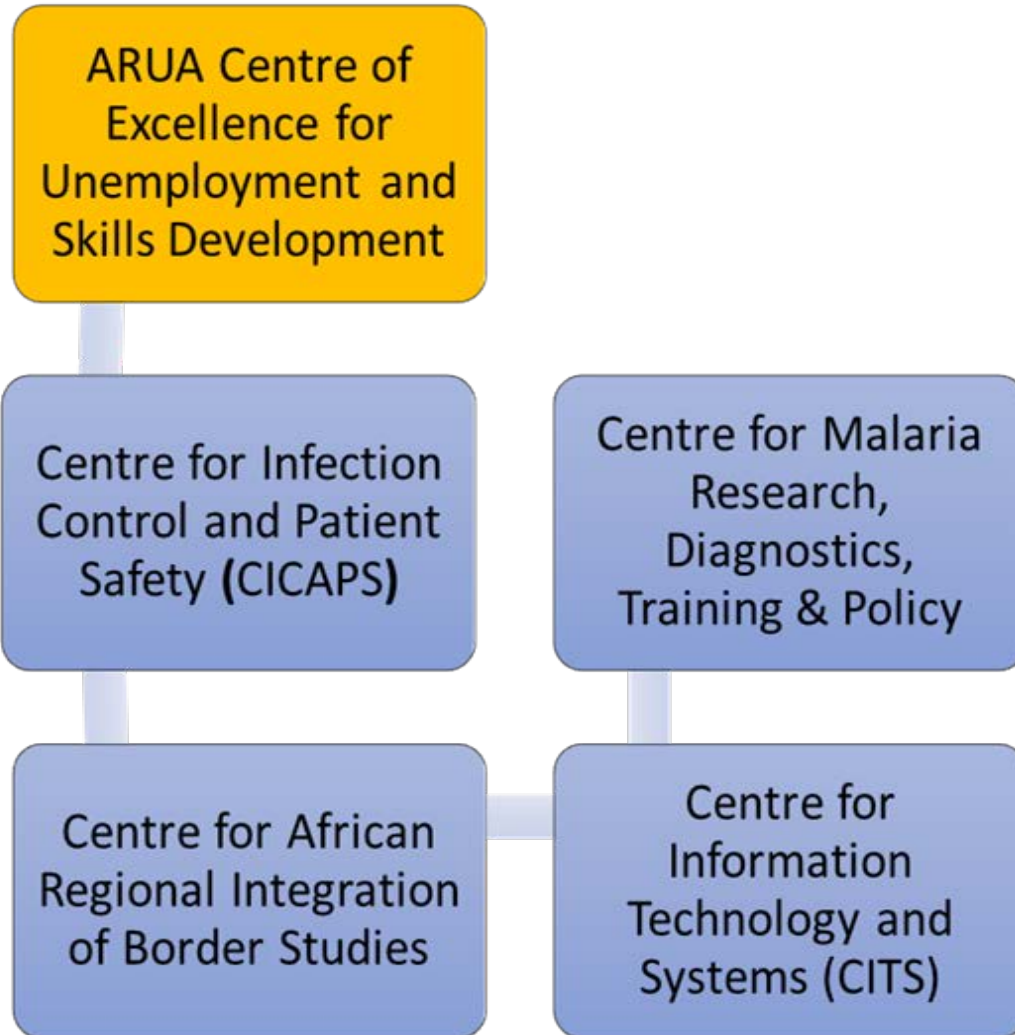 ARUA Centre of
Excellence for
Unemployment and
Skills Development
Centre for Infection
Control and Patient
Safety (CICAPS)
Centre for African
Regional Integration
of Border Studies
Centre for
Information
Technology and
Systems (CITS)
Centre for Malaria
Research,
Diagnostics,
Training & Policy